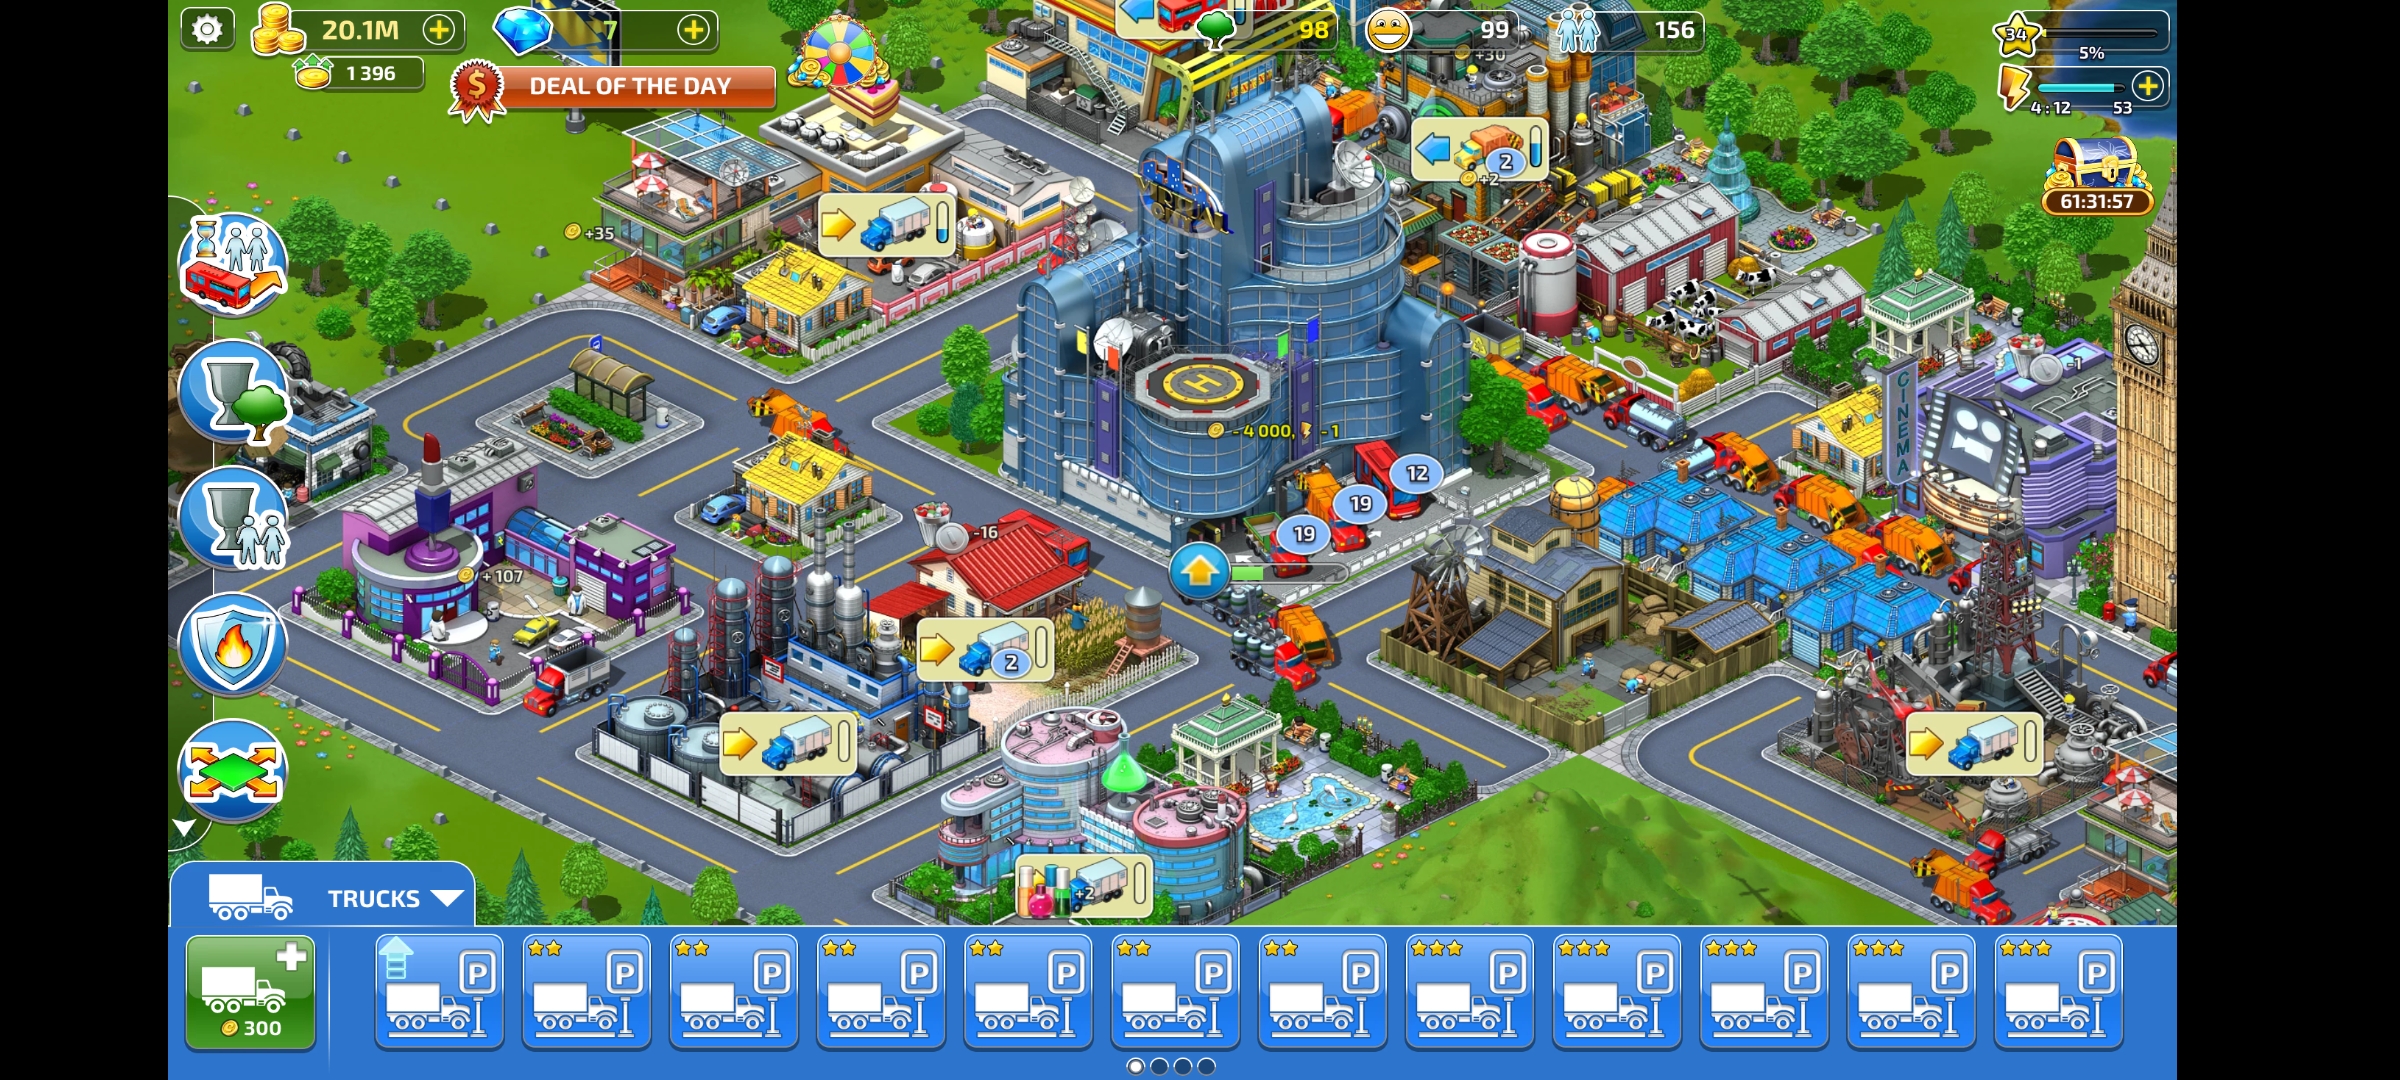 20.1M
7
98
99
156
34
5%
1 396
DEAL OF THE DAY
+30
4:12
53
2
+2
61:31:57
+35
-1
CINEMA
H
- 4 000, -1
12
19
19
-16
+107
2
+2
TRUCKS
300
P
P
P
P
P
P
P
P
P
P
P
P